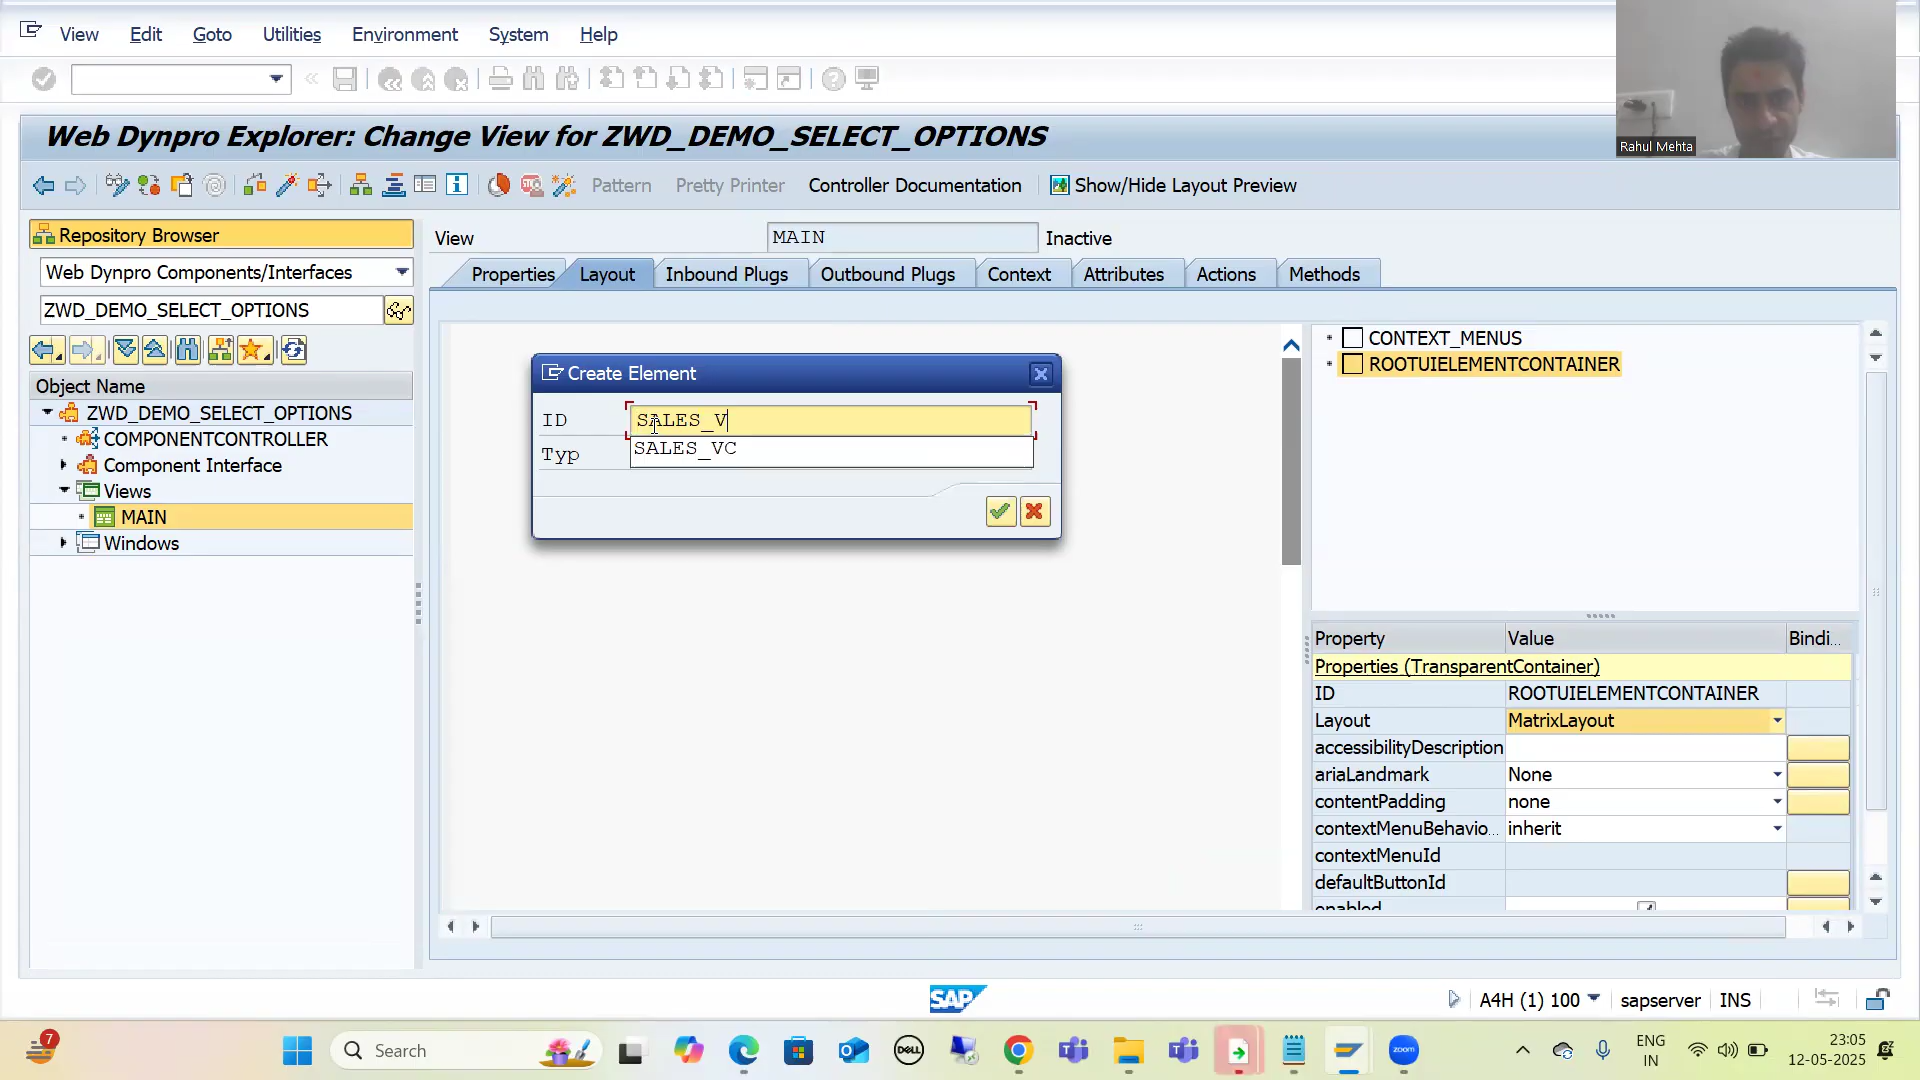 View Edit Goto Utilities Environment System Help
Web Dynpro Explorer: Change View for ZWD_DEMO_SELECT_OPTIONS
Rahul Mehta
Pattern Pretty Printer Controller Documentation Show/Hide Layout Preview
Repository Browser
Web Dynpro Components/Interfaces
ZWD_DEMO_SELECT_OPTIONS
Object Name
ZWD_DEMO_SELECT_OPTIONS
COMPONENTCONTROLLER
Component Interface
Views
MAIN
Windows
View MAIN Inactive
Properties Layout Inbound Plugs Outbound Plugs Context Attributes Actions Methods
Create Element
ID SALES_V
SALES_VC
Typ
CONTEXT_MENUS
ROOTUIELEMENTCONTAINER
Property Value Bindi...
Properties (TransparentContainer)
ID ROOTUIELEMENTCONTAINER
Layout MatrixLayout
accessibilityDescription
ariaLandmark None
contentPadding none
contextMenuBehavio... inherit
contextMenuId
defaultButtonId
enabled
SAP
A4H (1) 100 sapserver INS
7
Search
DELL
zoom
ENG
IN
23:05
12-05-2025